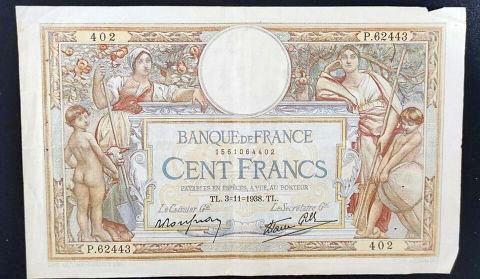 402 P.62443
BANQUE DE FRANCE
1561064402
CENT FRANCS
PAYABLES EN ESPÈCES, A VUE, AU PORTEUR
TL. 3-11-1938. TL.
Le Caissier Gal Le Secrétaire Gal
P.62443 402